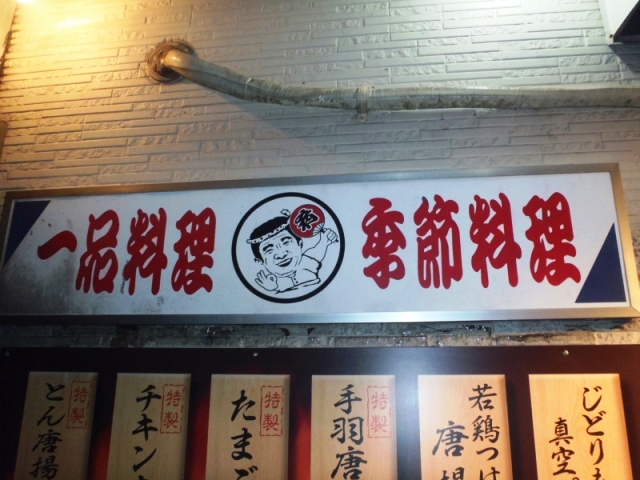 一品料理
季節料理
特製
とん唐揚
特製
チキン
特製
たまご
特製
手羽唐
若鶏つけ
唐揚
じどり
真空